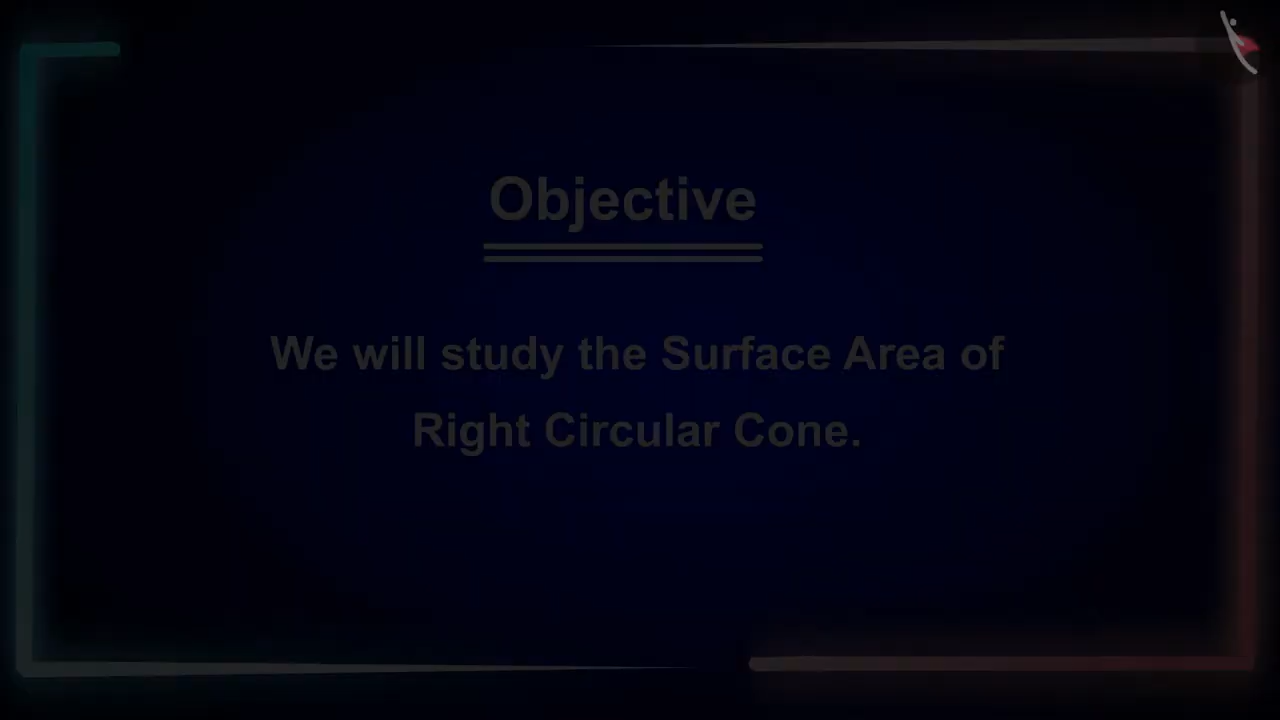 Objective
We will study the Surface Area of
Right Circular Cone.